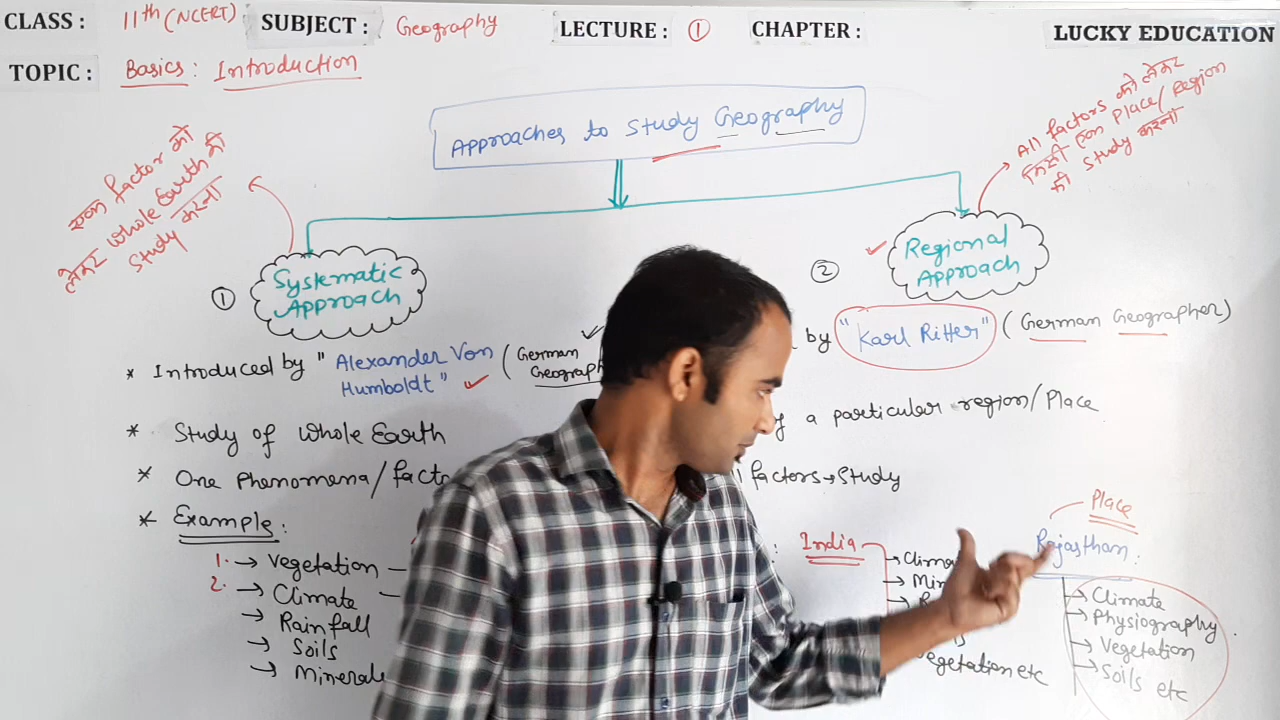 CLASS : 11th (NCERT) SUBJECT : Geography LECTURE : ① CHAPTER : LUCKY EDUCATION
TOPIC : Basics : Introduction
Approaches to Study Geography
एक factor को
लेकर whole Earth की
study करना
All factors को लेकर
किसी एक place/region
की study करना
① Systematic
Approach
* Introduced by "Alexander Von
Humboldt" (German
* Study of whole Earth
* One Phenomena/
* Example :
1. → Vegetation
2. → Climate
→ Rainfall
→ Soils
→ Minerals
② Regional
Approach
by "Karl Ritter" (German Geographer)
a particular region/Place
factors → Study
India
Vegetation etc
Place
Rajasthan :
→ Climate
→ Physiography
→ Vegetation
→ Soils etc